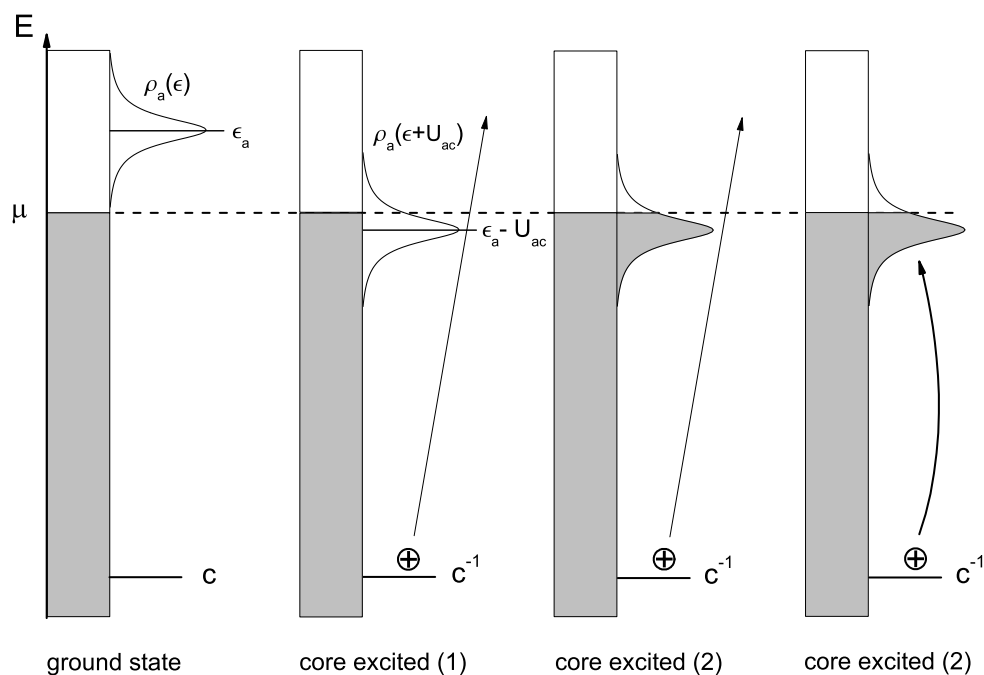 E
ρa(ϵ)
ϵa
ρa(ϵ+Uac)
μ
ϵa- Uac
c
c-1
c-1
c-1
ground state
core excited (1)
core excited (2)
core excited (2)